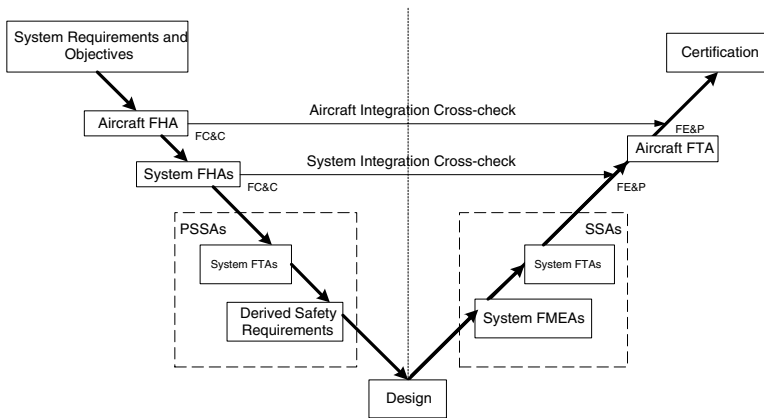 System Requirements and
Objectives
Certification
Aircraft FHA
FC&C
Aircraft Integration Cross-check
FE&P
Aircraft FTA
System FHAs
FC&C
System Integration Cross-check
FE&P
PSSAs
System FTAs
Derived Safety
Requirements
SSAs
System FTAs
System FMEAs
Design